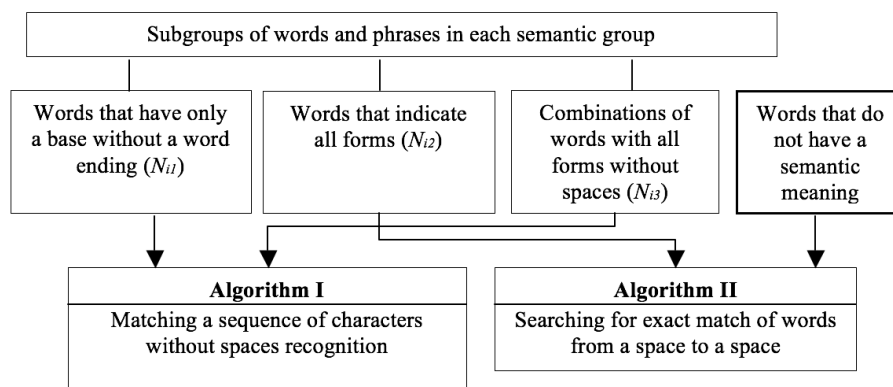 Subgroups of words and phrases in each semantic group
Words that have only
a base without a word
ending (Ni1)
Words that indicate
all forms (Ni2)
Combinations of
words with all
forms without
spaces (Ni3)
Words that do
not have a
semantic
meaning
Algorithm I
Matching a sequence of characters
without spaces recognition
Algorithm II
Searching for exact match of words
from a space to a space